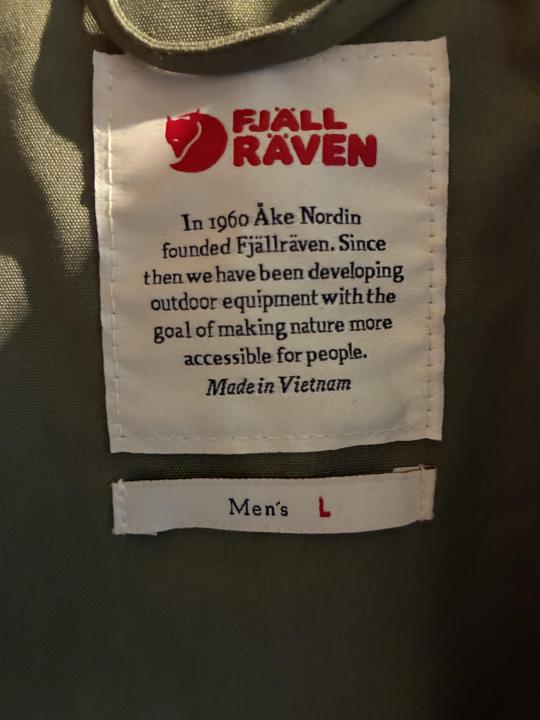 FJÄLL
RÄVEN
In 1960 Åke Nordin
founded Fjällräven. Since
then we have been developing
outdoor equipment with the
goal of making nature more
accessible for people.
Made in Vietnam
Men's L